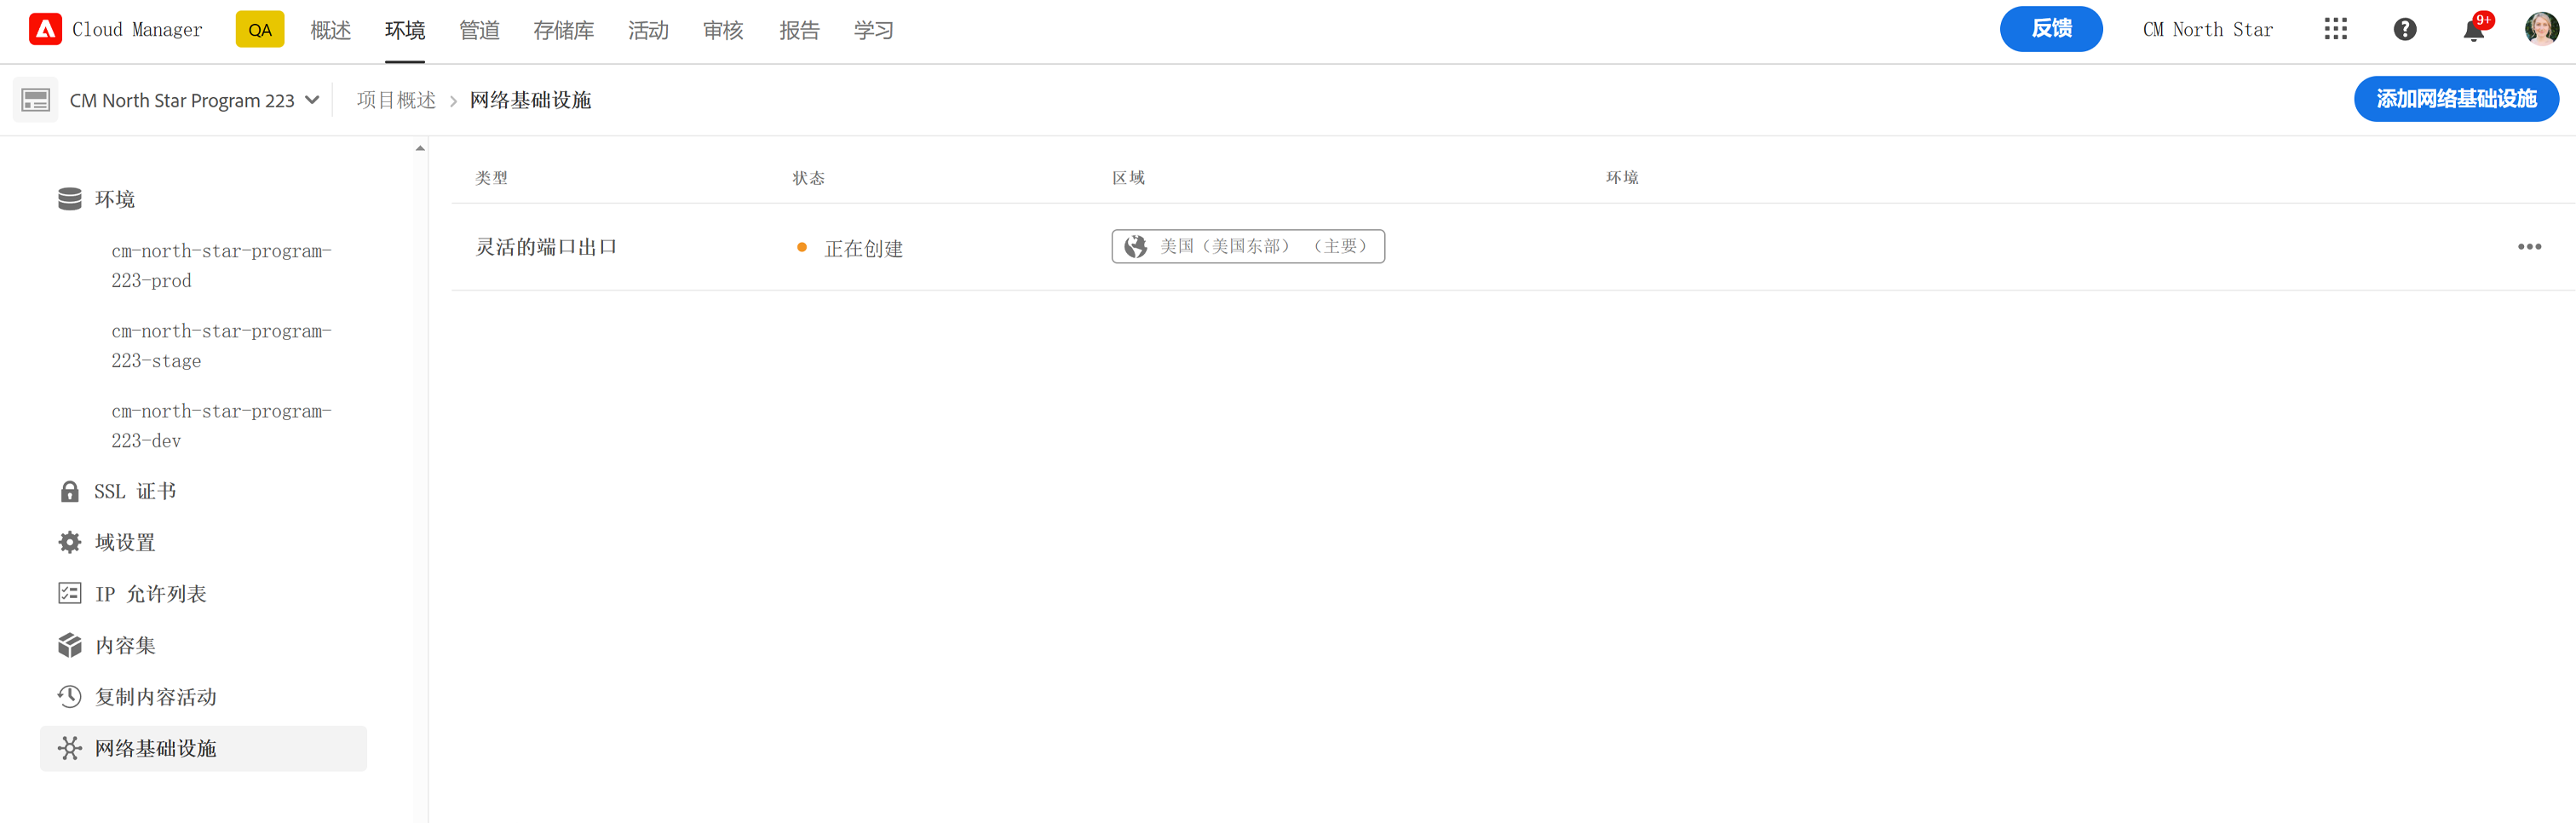 Cloud Manager QA 概述 环境 管道 存储库 活动 审核 报告 学习 反馈 CM North Star 9+
CM North Star Program 223 项目概述 网络基础设施 添加网络基础设施
类型 状态 区域 环境
灵活的端口出口 正在创建 美国（美国东部）（主要）
环境
cm-north-star-program-
223-prod
cm-north-star-program-
223-stage
cm-north-star-program-
223-dev
SSL 证书
域设置
IP 允许列表
内容集
复制内容活动
网络基础设施